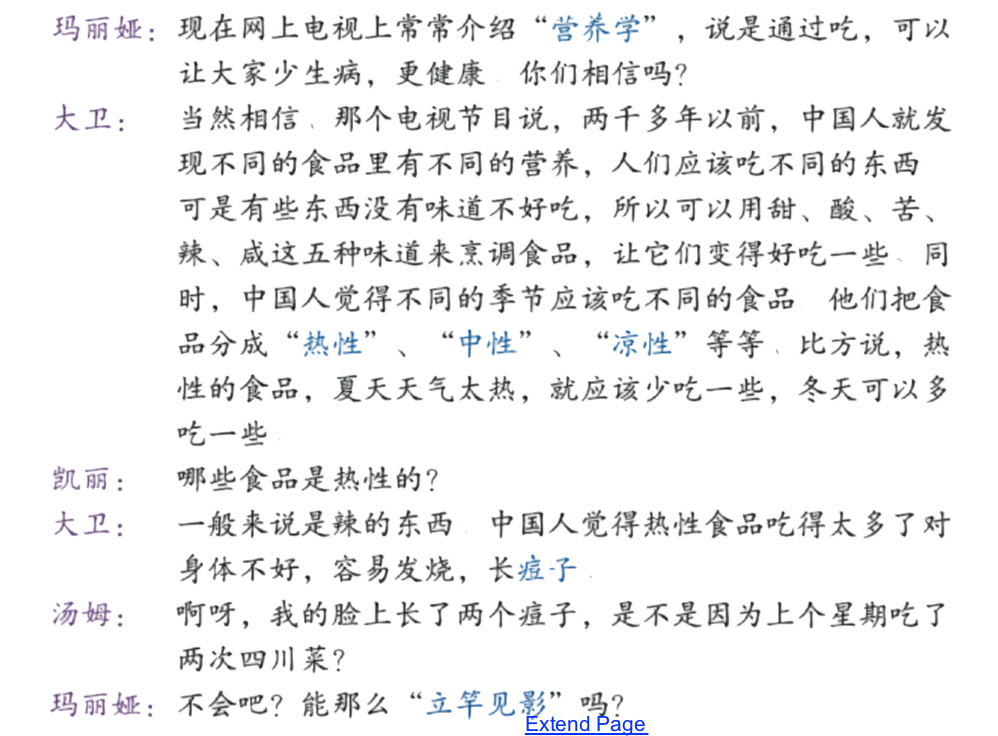 玛丽娅：现在网上电视上常常介绍“营养学”，说是通过吃，可以
让大家少生病，更健康。你们相信吗？
大卫：当然相信。那个电视节目说，两千多年以前，中国人就发
现不同的食品里有不同的营养，人们应该吃不同的东西。
可是有些东西没有味道不好吃，所以可以用甜、酸、苦、
辣、咸这五种味道来烹调食品，让它们变得好吃一些。同
时，中国人觉得不同的季节应该吃不同的食品。他们把食
品分成“热性”、“中性”、“凉性”等等。比方说，热
性的食品，夏天天气太热，就应该少吃一些，冬天可以多
吃一些。
凯丽：哪些食品是热性的？
大卫：一般来说是辣的东西。中国人觉得热性食品吃得太多了对
身体不好，容易发烧，长痘子。
汤姆：啊呀，我的脸上长了两个痘子，是不是因为上个星期吃了
两次四川菜？
玛丽娅：不会吧？能那么“立竿见影”吗？
Extend Page